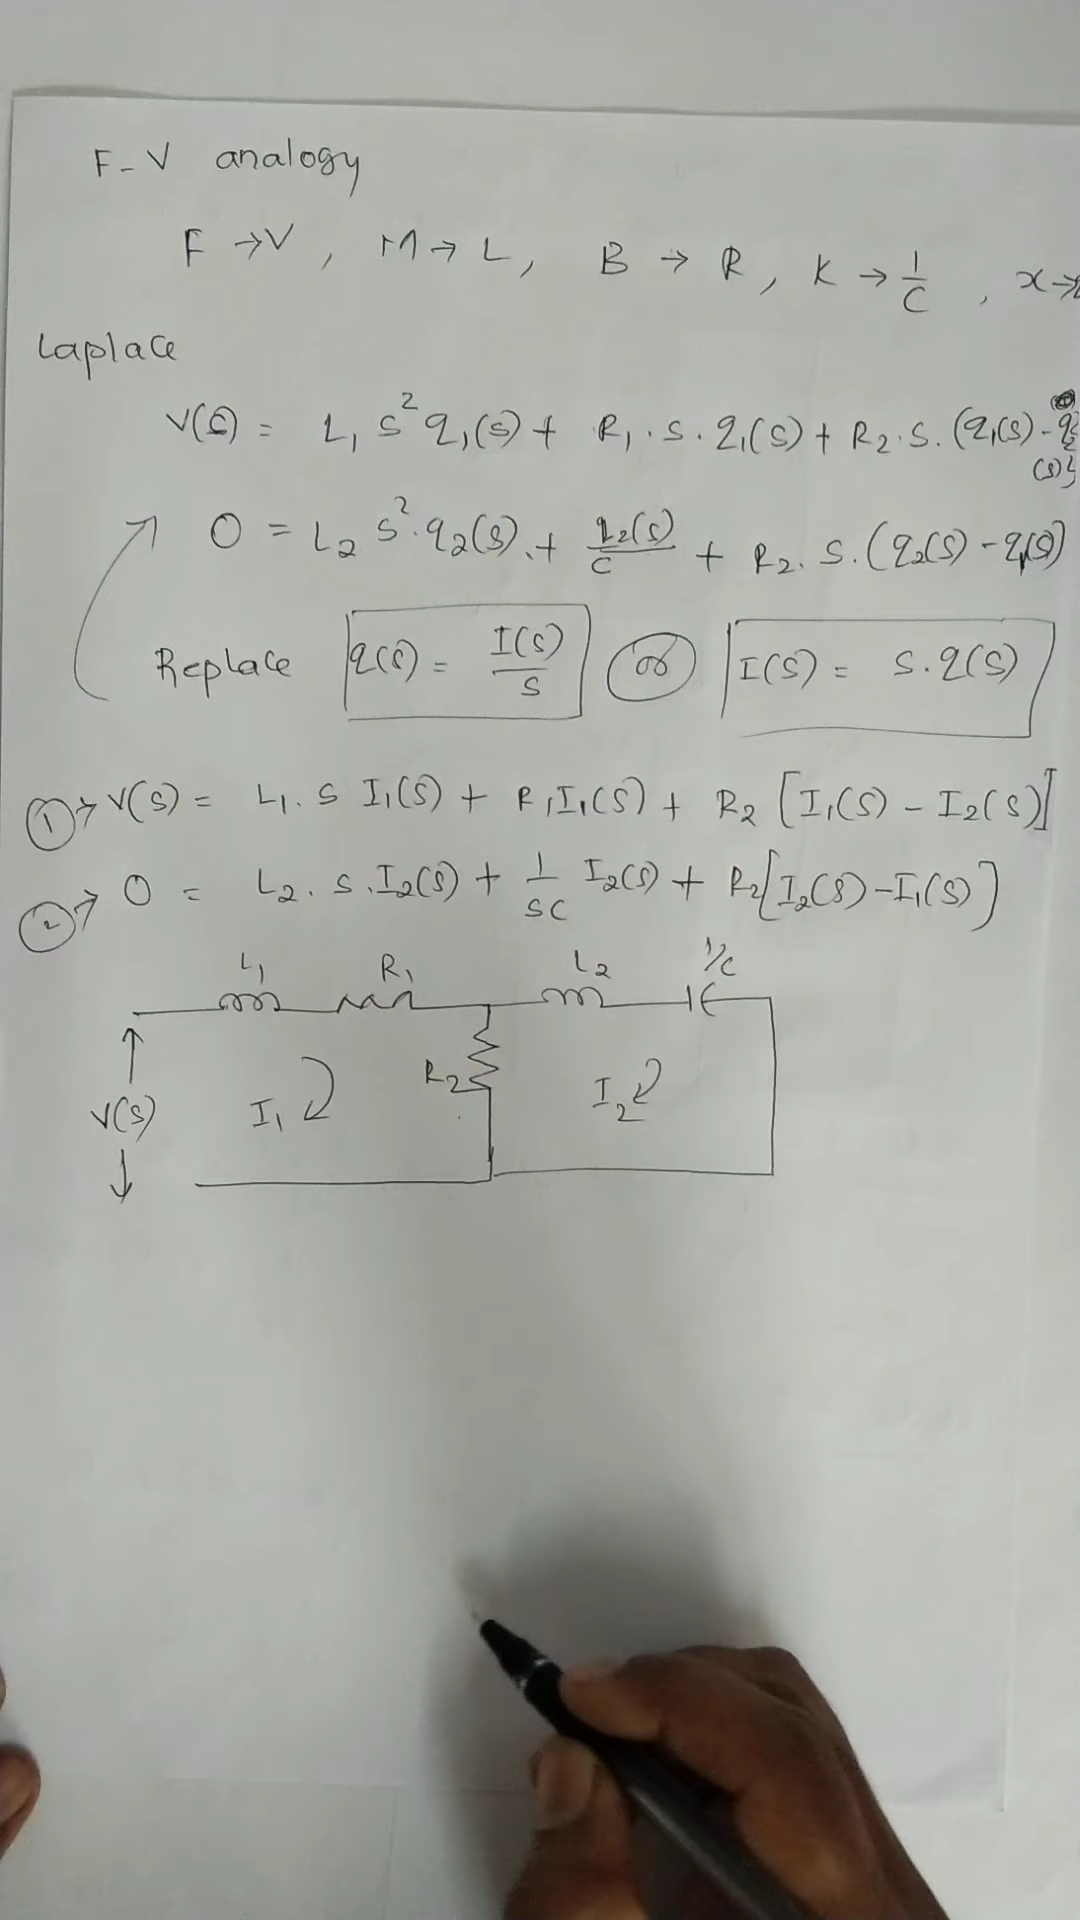 F-V analogy
F → V, M → L, B → R, K → 1/C, x →
Laplace
V(s) = L₁ s² q₁(s) + R₁ . s . q₁(s) + R₂ . s . (q₁(s) - q₂(s)}
0 = L₂ s² . q₂(s) . + q₂(s)/C + R₂ . s . (q₂(s) - q₁(s))
Replace q(s) = I(s)/s or I(s) = s . q(s)
① → V(s) = L₁ . s I₁(s) + R₁ I₁(s) + R₂ [I₁(s) - I₂(s)]
② → 0 = L₂ . s . I₂(s) + 1/sC I₂(s) + R₂ [I₂(s) - I₁(s)]
L₁ R₁ L₂ 1/C
R₂
V(s) I₁ I₂